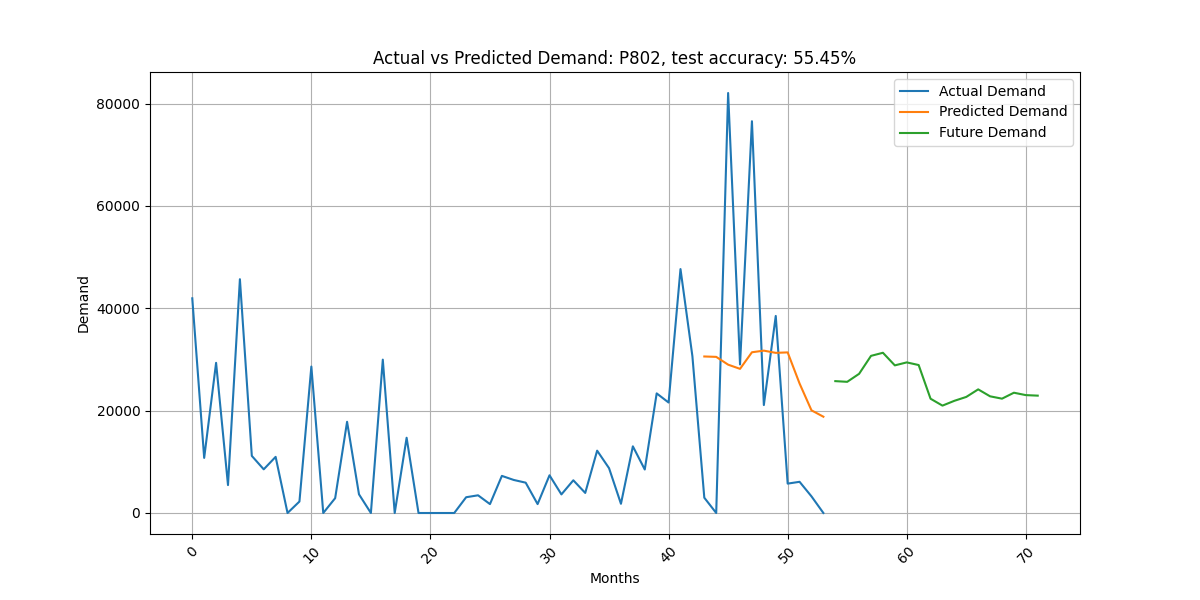 Actual vs Predicted Demand: P802, test accuracy: 55.45%
Actual Demand
Predicted Demand
Future Demand
Demand
80000
60000
40000
20000
0
0
10
20
30
40
50
60
70
Months